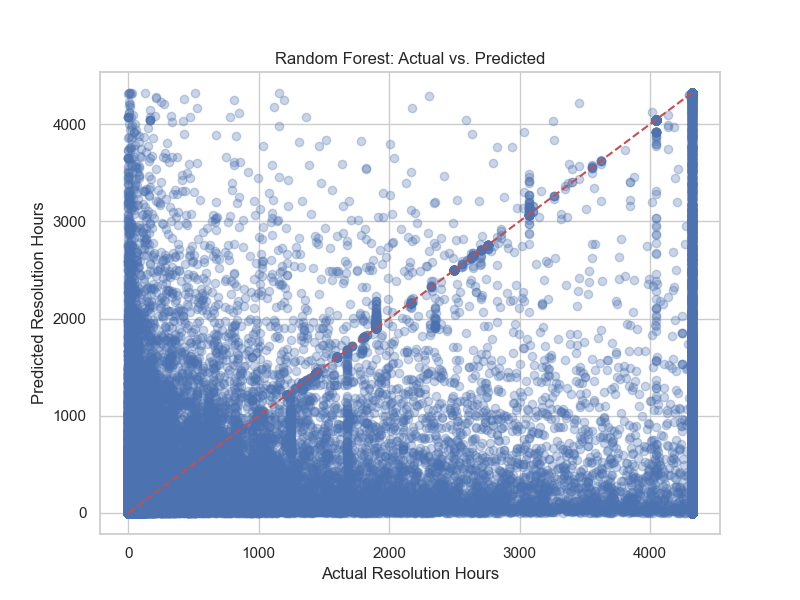 Random Forest: Actual vs. Predicted
4000
3000
2000
1000
0
Predicted Resolution Hours
0 1000 2000 3000 4000
Actual Resolution Hours